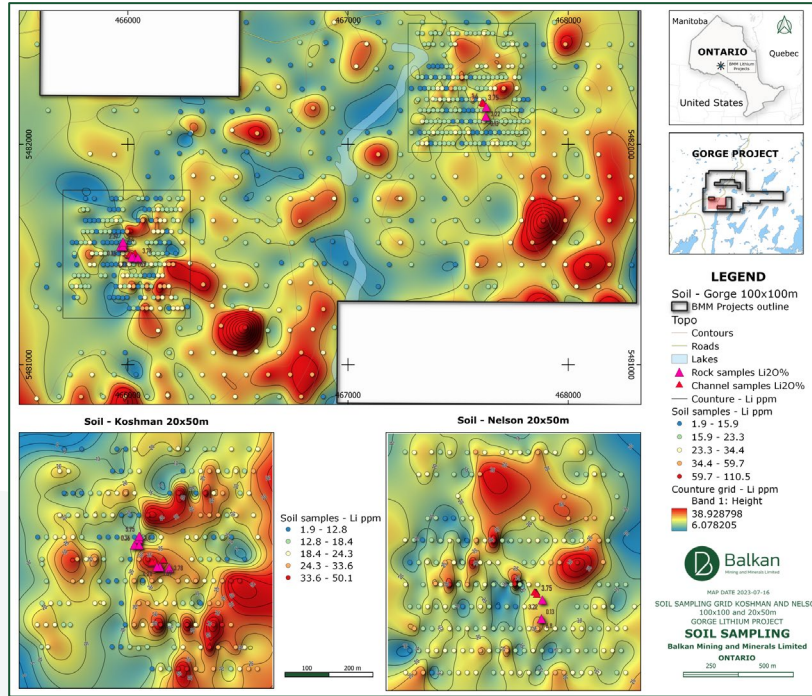 466000
467000
468000
5482000
5482000
5481000
5481000
466000
467000
468000
Manitoba
ONTARIO
BMM Lithium
Projects
Quebec
United States
GORGE PROJECT
LEGEND
Soil - Gorge 100x100m
BMM Projects outline
Topo
Contours
Roads
Lakes
Rock samples Li2O%
Channel samples Li2O%
Counture - Li ppm
Soil samples - Li ppm
1.9 - 15.9
15.9 - 23.3
23.3 - 34.4
34.4 - 59.7
59.7 - 110.5
Counture grid - Li ppm
Band 1: Height
38.928798
6.078205
Soil - Koshman 20x50m
Soil - Nelson 20x50m
Soil samples - Li ppm
1.9 - 12.8
12.8 - 18.4
18.4 - 24.3
24.3 - 33.6
33.6 - 50.1
100
200 m
Balkan
Mining and Minerals Limited
MAP DATE 2023-07-16
SOIL SAMPLING GRID KOSHMAN AND NELSO
100x100 and 20x50m
GORGE LITHIUM PROJECT
SOIL SAMPLING
Balkan Mining and Minerals Limited
ONTARIO
250
500 m